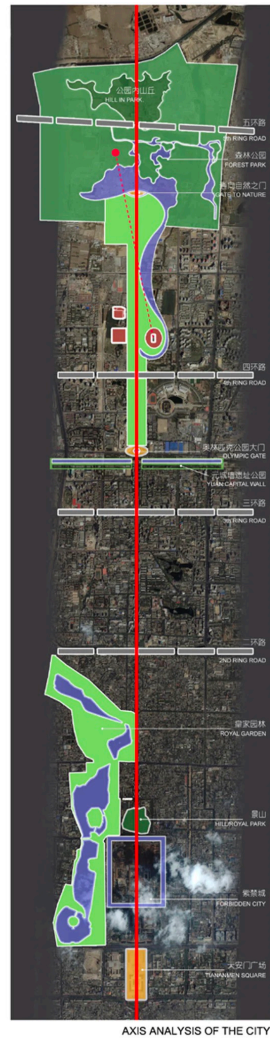 公园内山丘
HILL IN PARK
五环路
5th RING ROAD
森林公园
FOREST PARK
通向自然之门
GATE TO NATURE
四环路
4th RING ROAD
奥林匹克公园大门
OLYMPIC GATE
元城墙遗址公园
YUAN CAPITAL WALL
三环路
3rd RING ROAD
二环路
2ND RING ROAD
皇家园林
ROYAL GARDEN
景山
HILL/ROYAL PARK
紫禁城
FORBIDDEN CITY
天安门广场
TIANANMEN SQUARE
AXIS ANALYSIS OF THE CITY